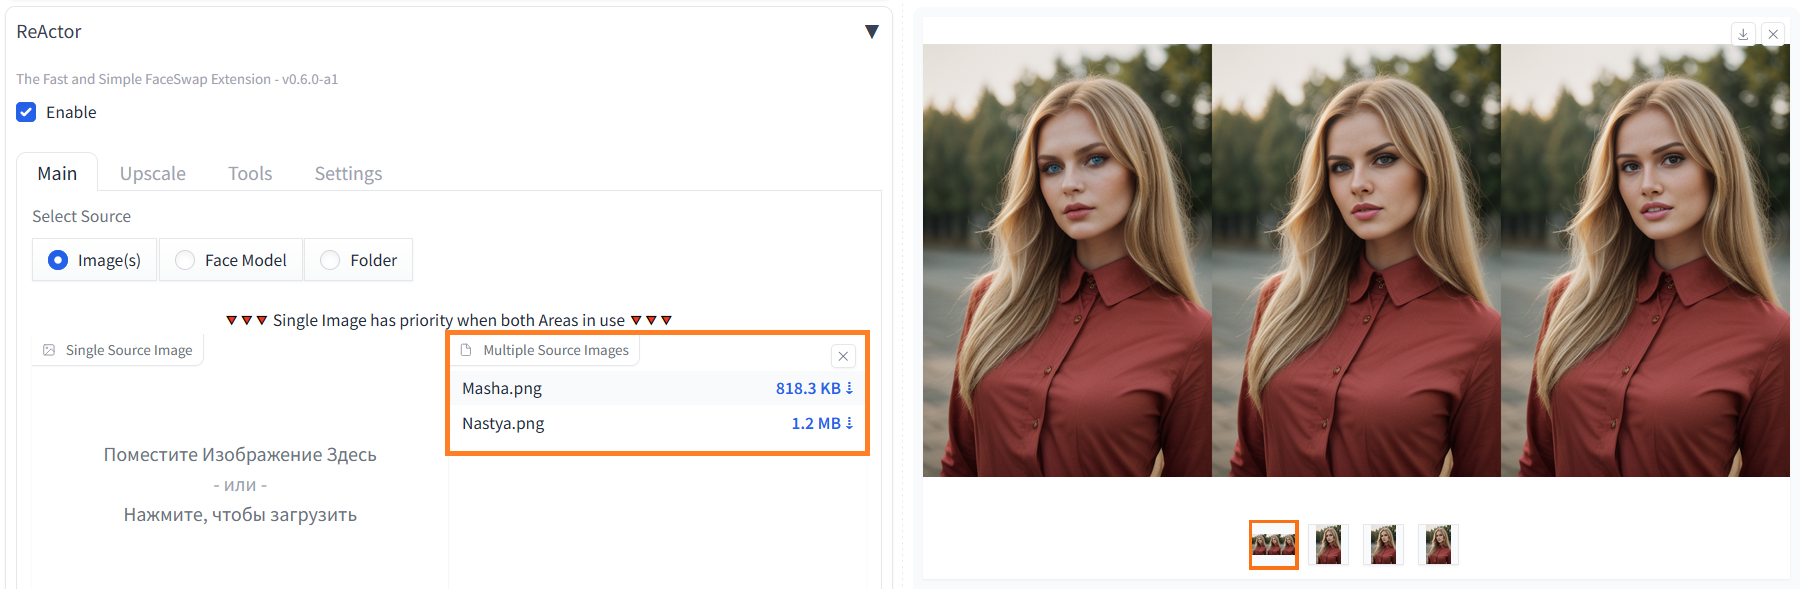 ReActor
The Fast and Simple FaceSwap Extension - v0.6.0-a1
Enable
Main Upscale Tools Settings
Select Source
Image(s) Face Model Folder
Single Image has priority when both Areas in use
Single Source Image
Multiple Source Images
Masha.png 818.3 KB
Nastya.png 1.2 MB
Поместите Изображение Здесь
- или -
Нажмите, чтобы загрузить